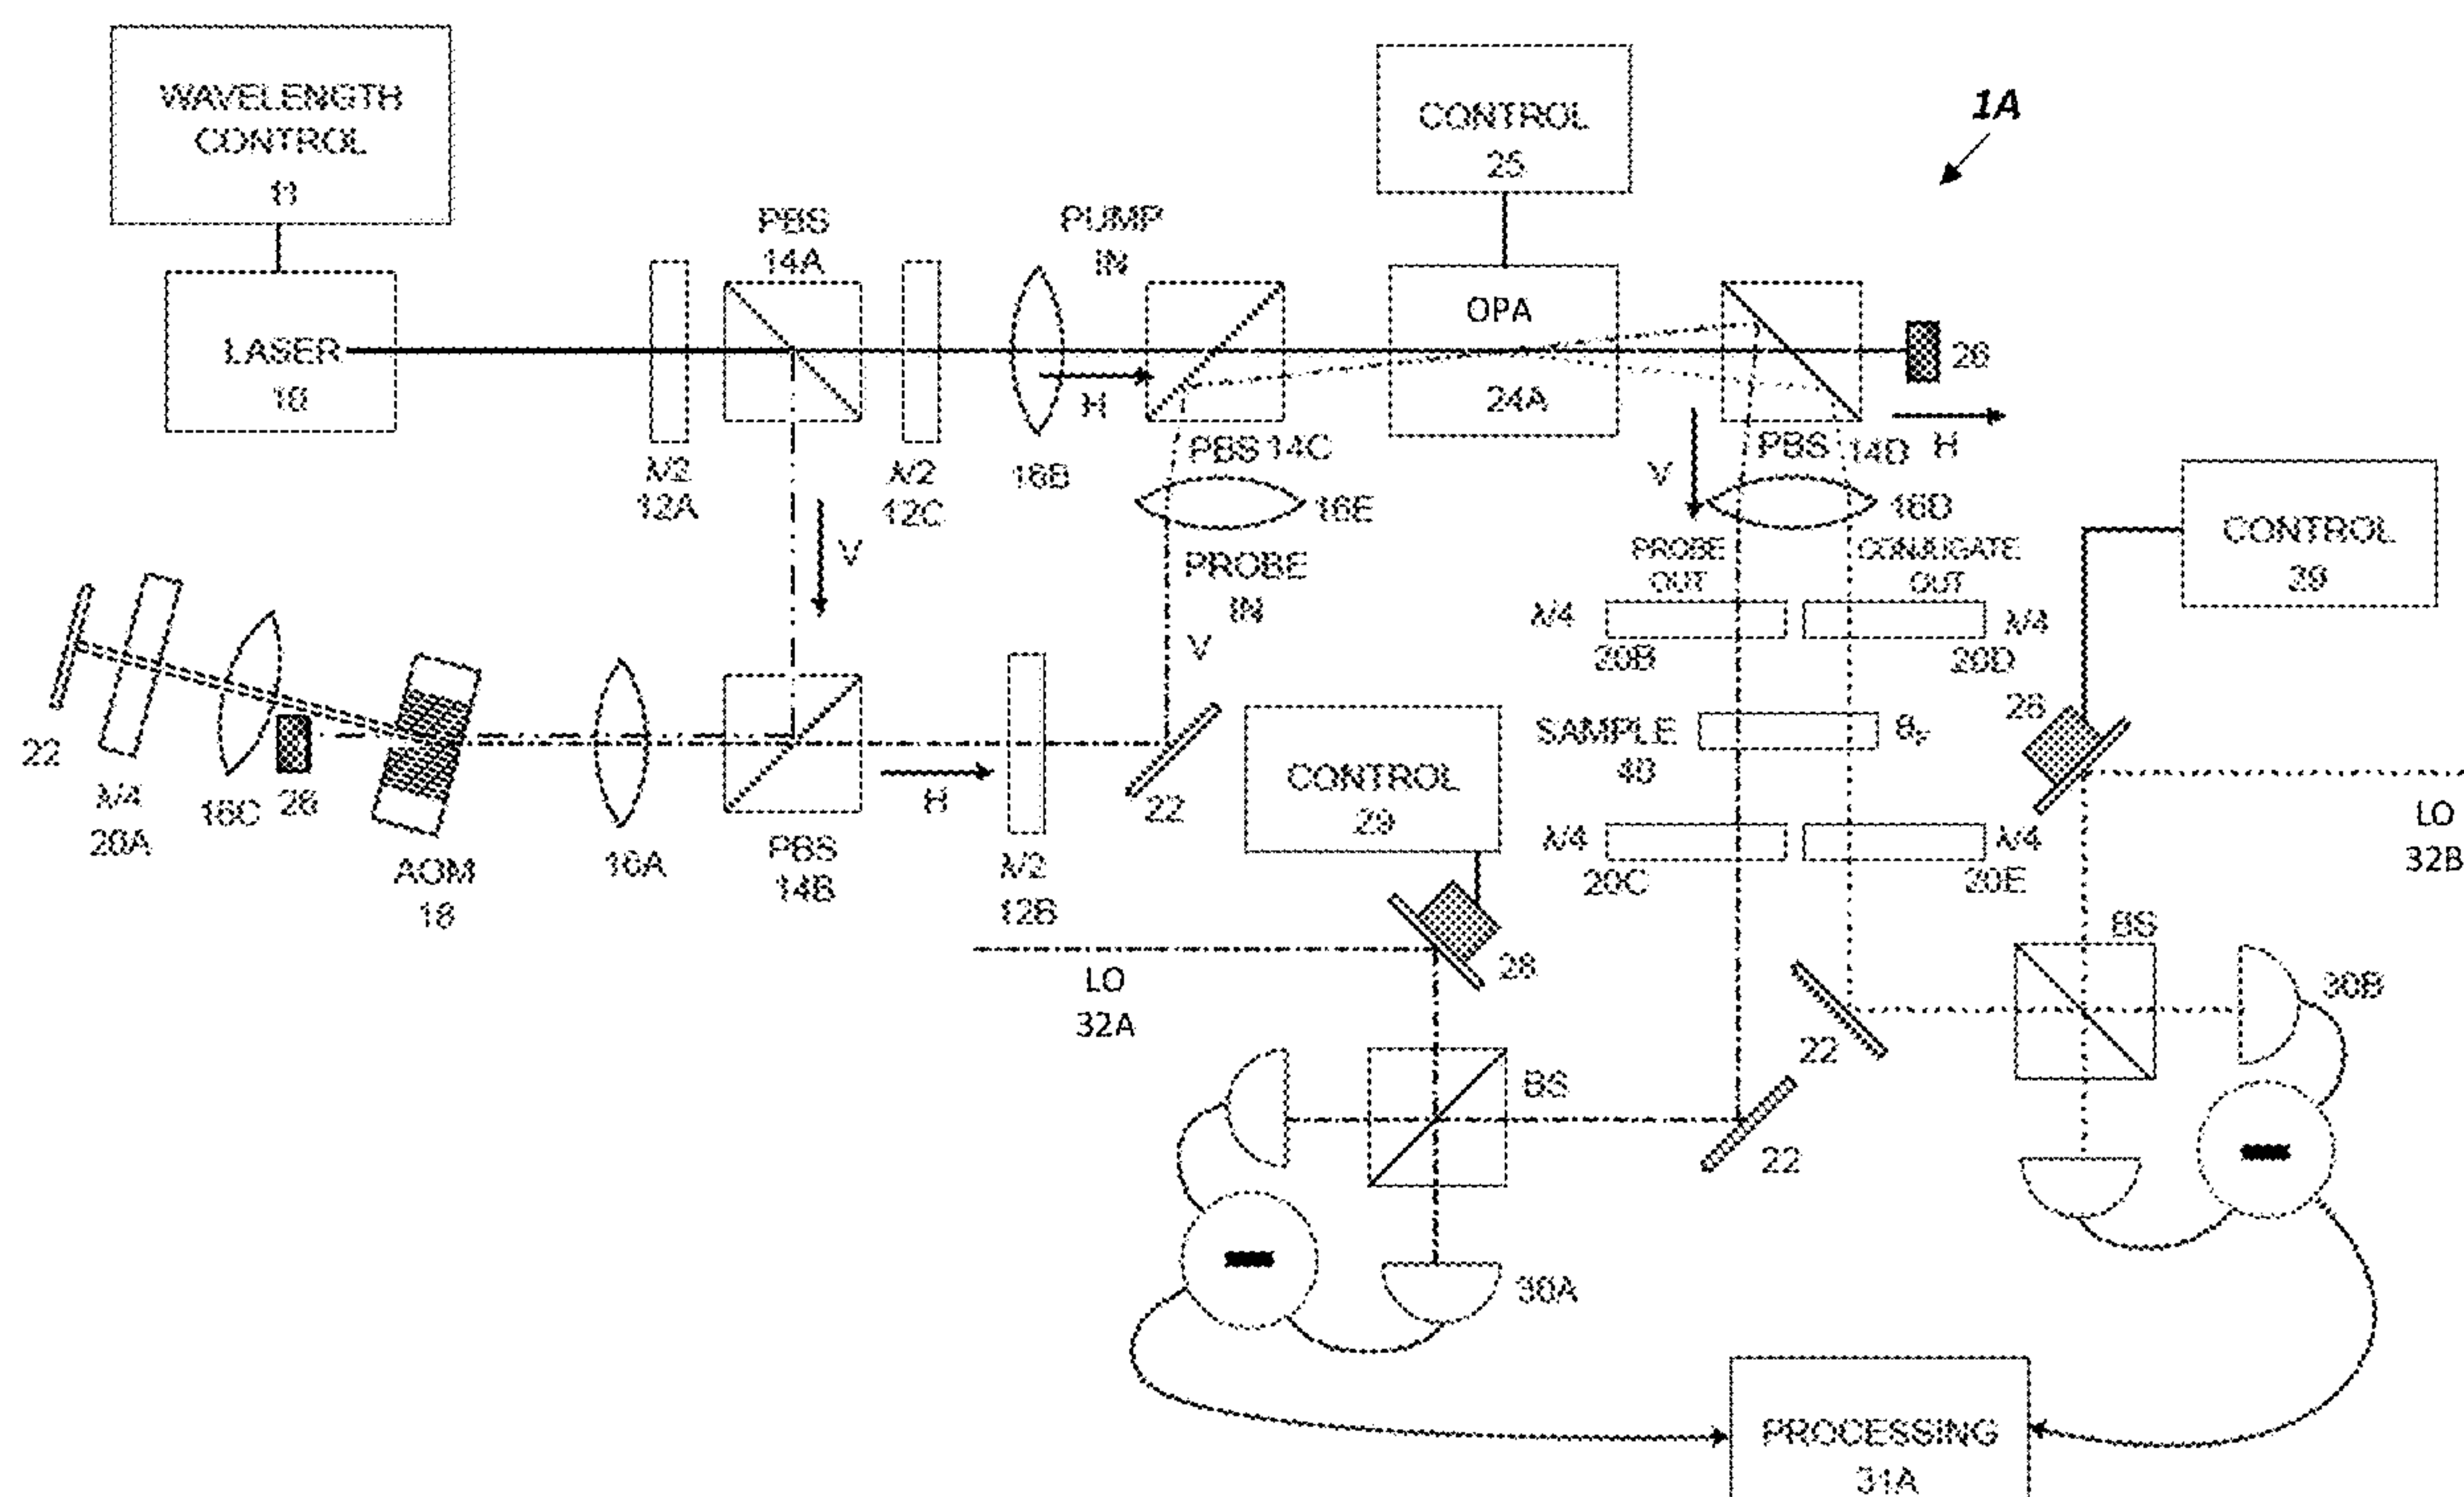 WAVELENGTH
CONTROL
11
CONTROL
25
1A
PBS
14A
PUMP
IN
OPA
24A
LASER
10
26
H
H
λ/2
12A
λ/2
12C
16B
PBS 14C
PBS 14D
V
16E
16D
CONTROL
39
V
PROBE
IN
PROBE
OUT
CONJUGATE
OUT
λ/4
20B
λ/4
20D
V
28
SAMPLE
40
22
λ/4
20A
16C
26
AOM
18
16A
H
PBS
14B
λ/2
12B
22
CONTROL
29
λ/4
20C
λ/4
20E
LO
32B
BS
LO
32A
28
30B
22
BS
22
30A
PROCESSING
31A